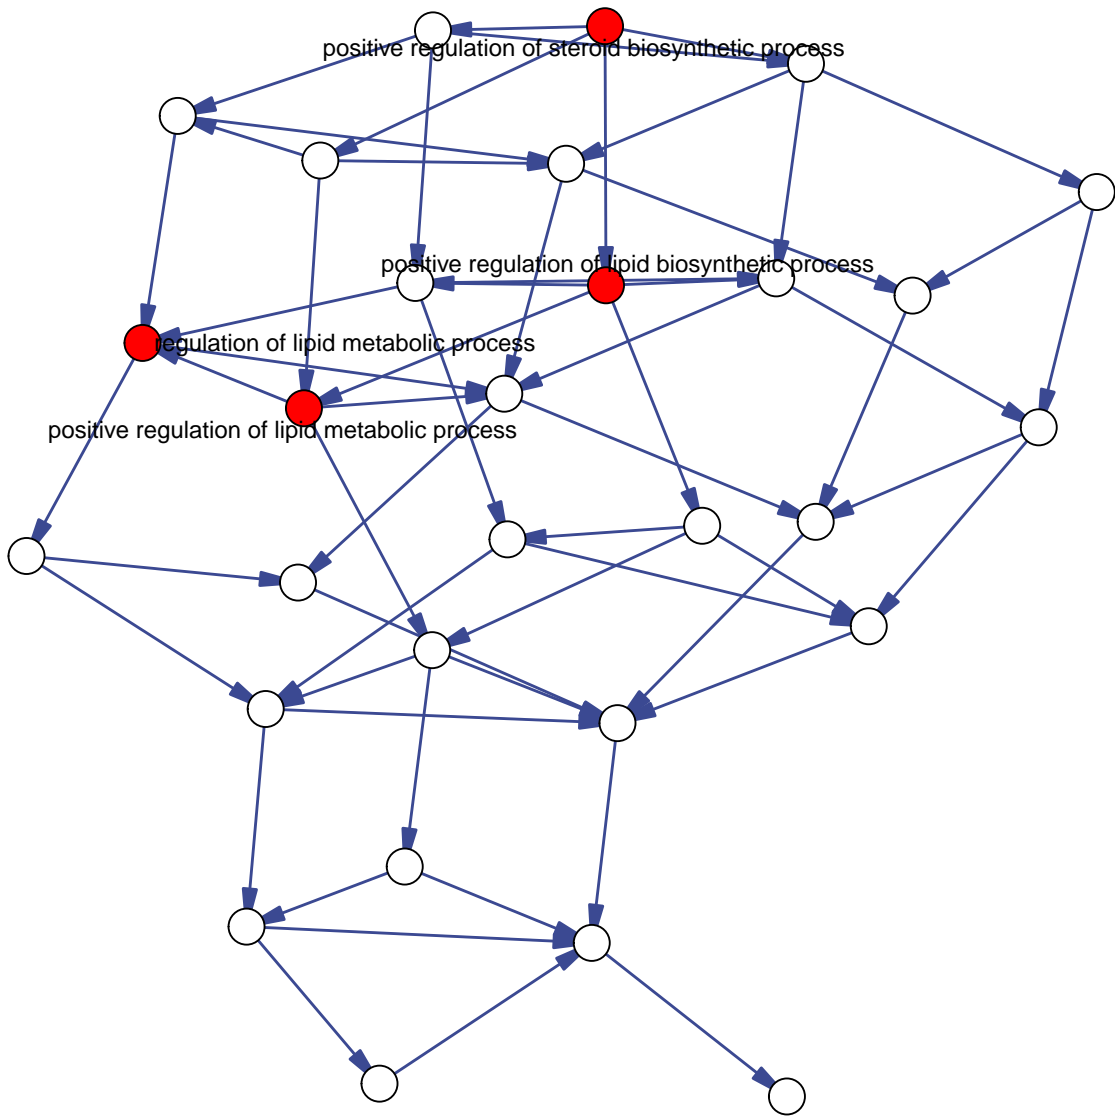 positive regulation of steroid biosynthetic process
positive regulation of lipid biosynthetic process
regulation of lipid metabolic process
positive regulation of lipid metabolic process